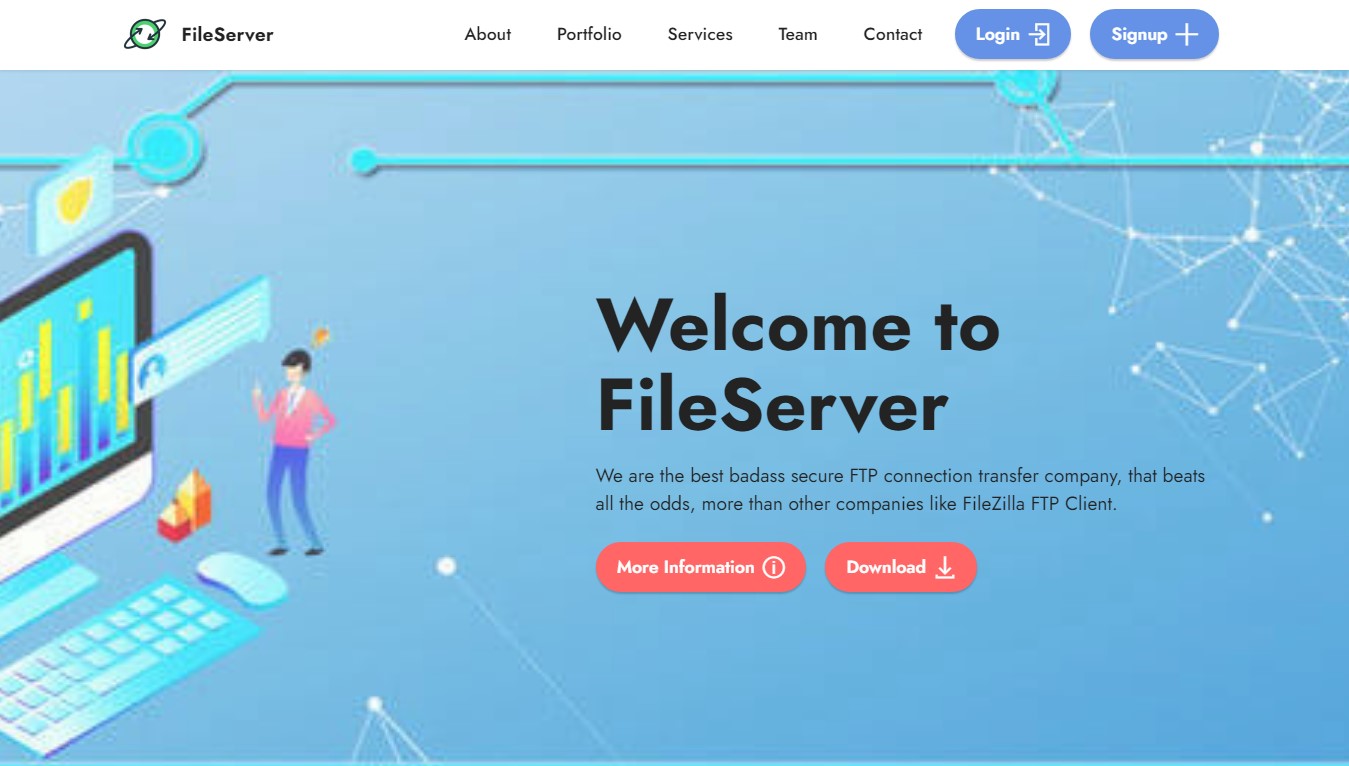 FileServer
About Portfolio Services Team Contact Login Signup
Welcome to
FileServer
We are the best badass secure FTP connection transfer company, that beats
all the odds, more than other companies like FileZilla FTP Client.
More Information Download